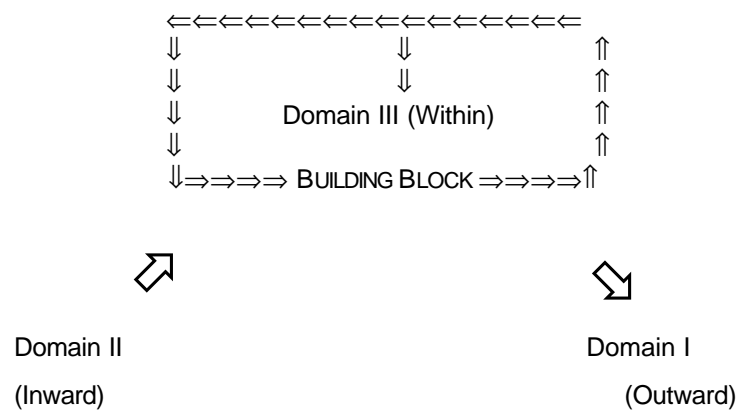 ⇐⇐⇐⇐⇐⇐⇐⇐⇐⇐⇐⇐⇐⇐⇐⇐
⇓ ⇓ ⇑
⇓ ⇓ ⇑
⇓ Domain III (Within) ⇑
⇓ ⇑
⇓⇒⇒⇒⇒ BUILDING BLOCK ⇒⇒⇒⇒⇑
Domain II Domain I
(Inward) (Outward)